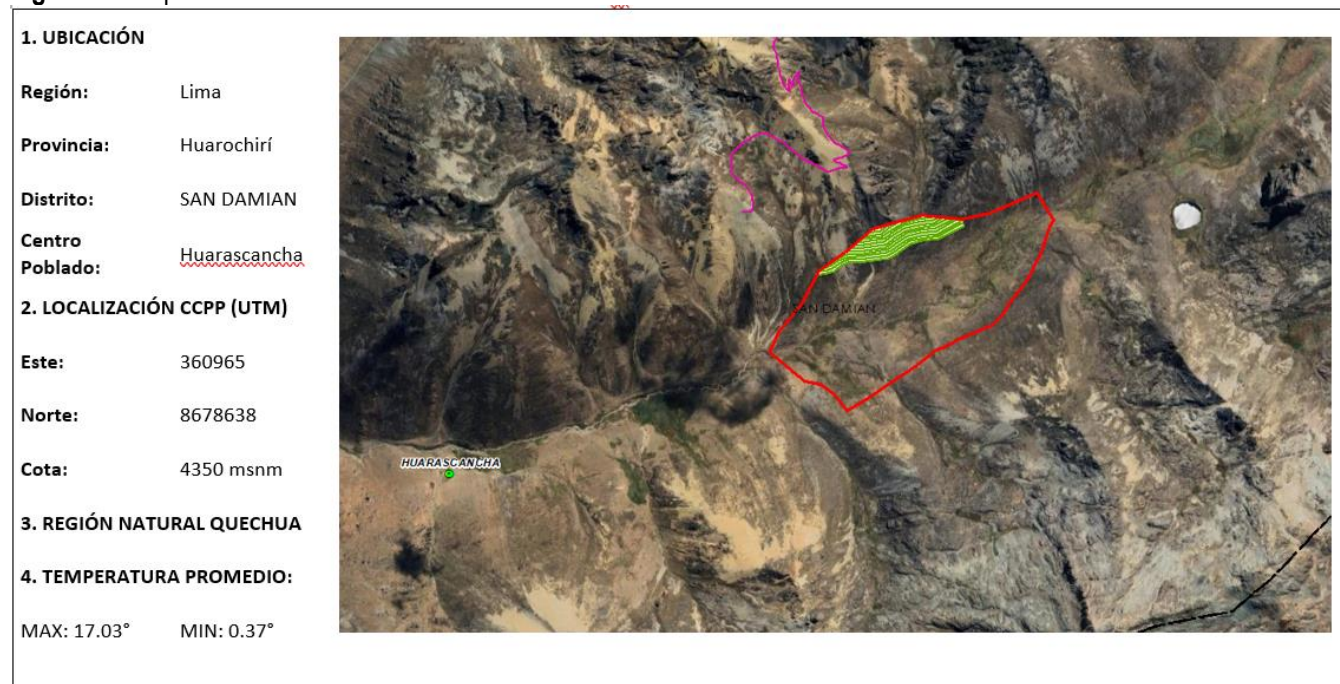 1. UBICACIÓN
Región: Lima
Provincia: Huarochirí
Distrito: SAN DAMIAN
Centro
Poblado: Huarascancha
2. LOCALIZACIÓN CCPP (UTM)
Este: 360965
Norte: 8678638
Cota: 4350 msnm
3. REGIÓN NATURAL QUECHUA
4. TEMPERATURA PROMEDIO:
MAX: 17.03° MIN: 0.37°
SAN DAMIAN
HUARASCANCHA